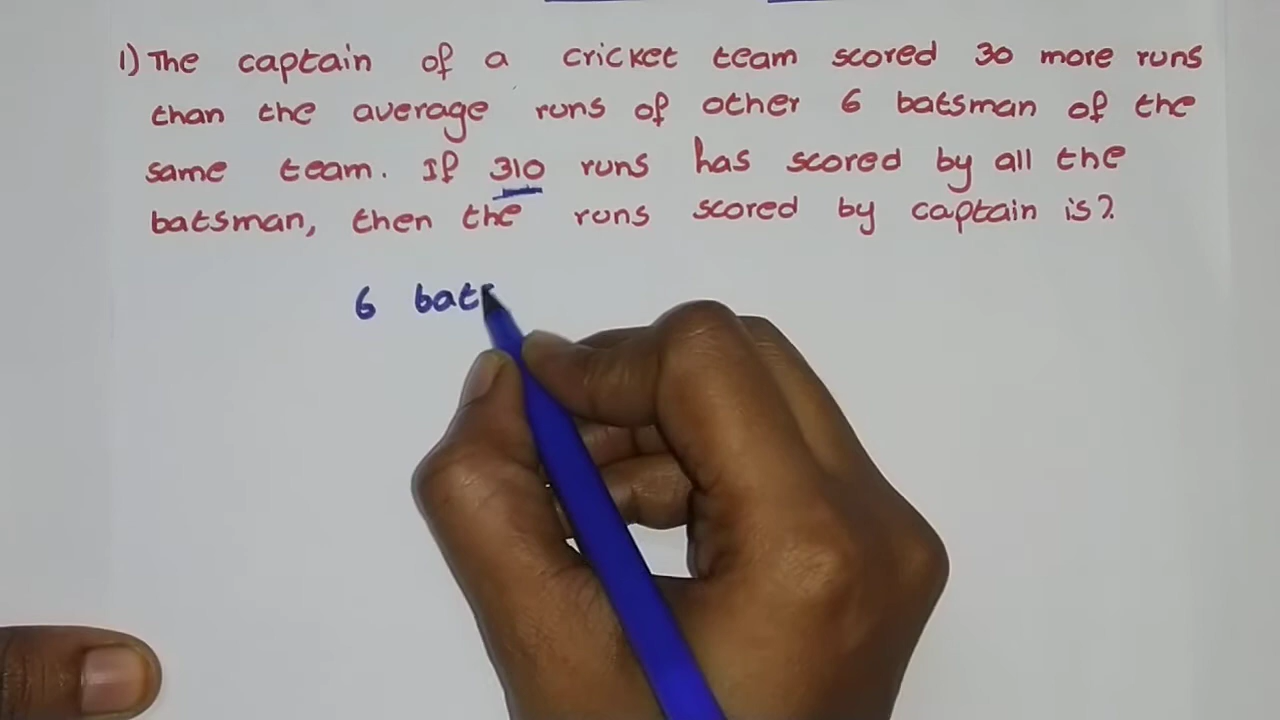 1) The captain of a cricket team scored 30 more runs
than the average runs of other 6 batsman of the
same team. If 310 runs has scored by all the
batsman, then the runs scored by captain is?
6 bats